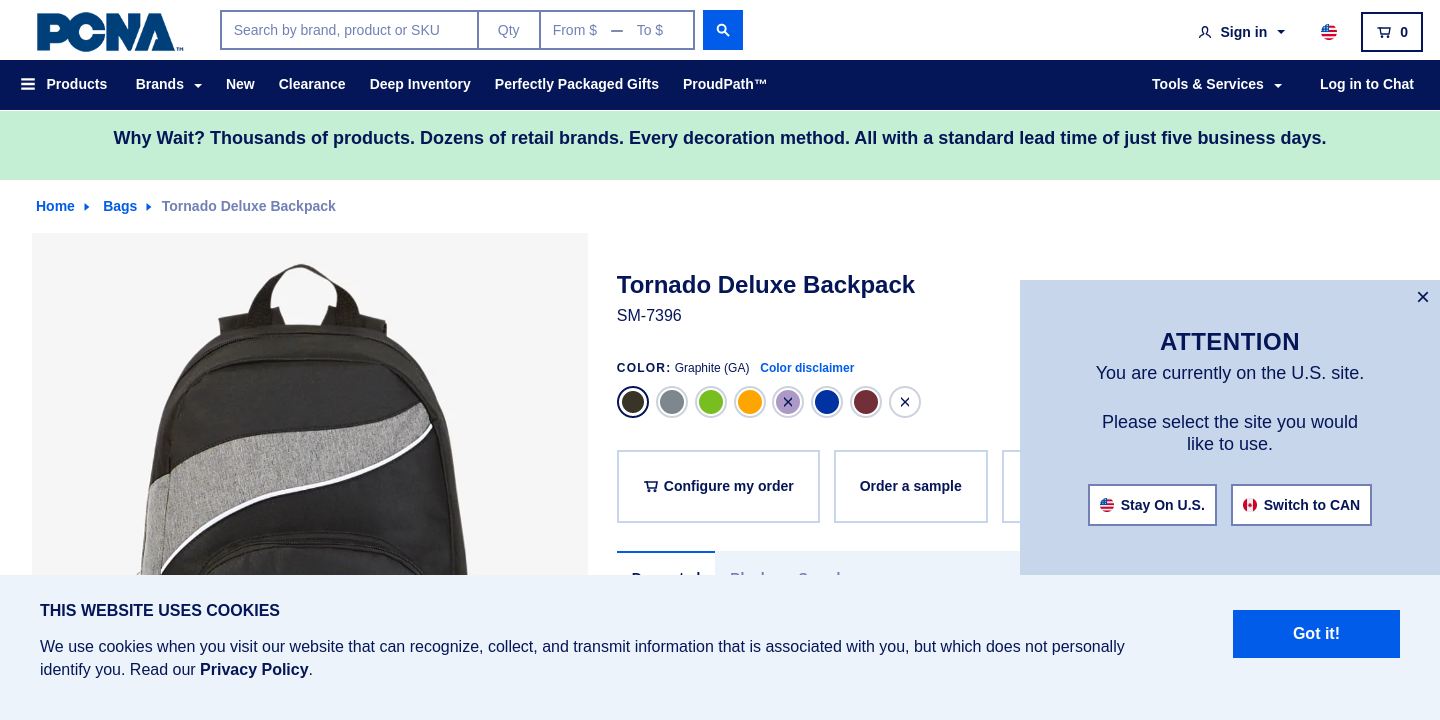 PCNA™
Search by brand, product or SKU
Qty
From $ — To $
Sign in
0
Products
Brands
New
Clearance
Deep Inventory
Perfectly Packaged Gifts
ProudPath™
Tools & Services
Log in to Chat
Why Wait? Thousands of products. Dozens of retail brands. Every decoration method. All with a standard lead time of just five business days.
Home
Bags
Tornado Deluxe Backpack
Tornado Deluxe Backpack
SM-7396
COLOR: Graphite (GA) Color disclaimer
Configure my order
Order a sample
ATTENTION
You are currently on the U.S. site.
Please select the site you would
like to use.
Stay On U.S.
Switch to CAN
THIS WEBSITE USES COOKIES
We use cookies when you visit our website that can recognize, collect, and transmit information that is associated with you, but which does not personally
identify you. Read our Privacy Policy.
Got it!